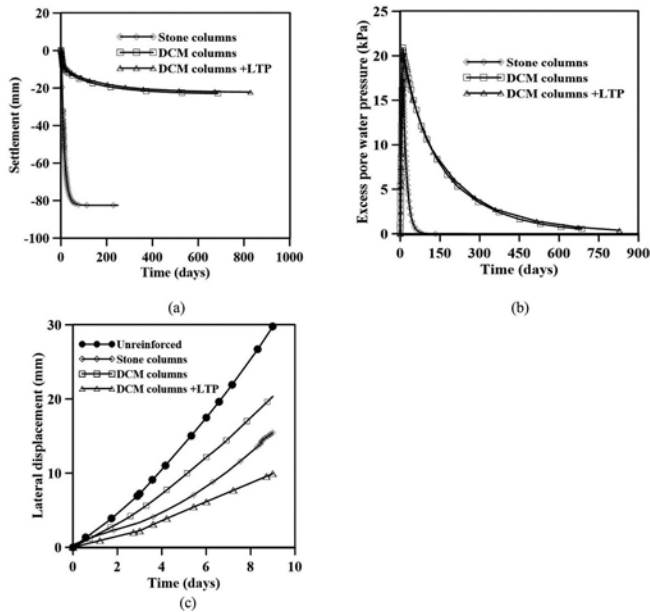 20
0
-20
-40
-60
-80
-100
Settlement (mm)
Stone columns
DCM columns
DCM columns +LTP
0 200 400 600 800 1000
Time (days)
(a)
25
20
15
10
5
0
Excess pore water pressure (kPa)
Stone columns
DCM columns
DCM columns +LTP
0 150 300 450 600 750 900
Time (days)
(b)
30
20
10
0
Lateral displacement (mm)
Unreinforced
Stone columns
DCM columns
DCM columns +LTP
0 2 4 6 8 10
Time (days)
(c)